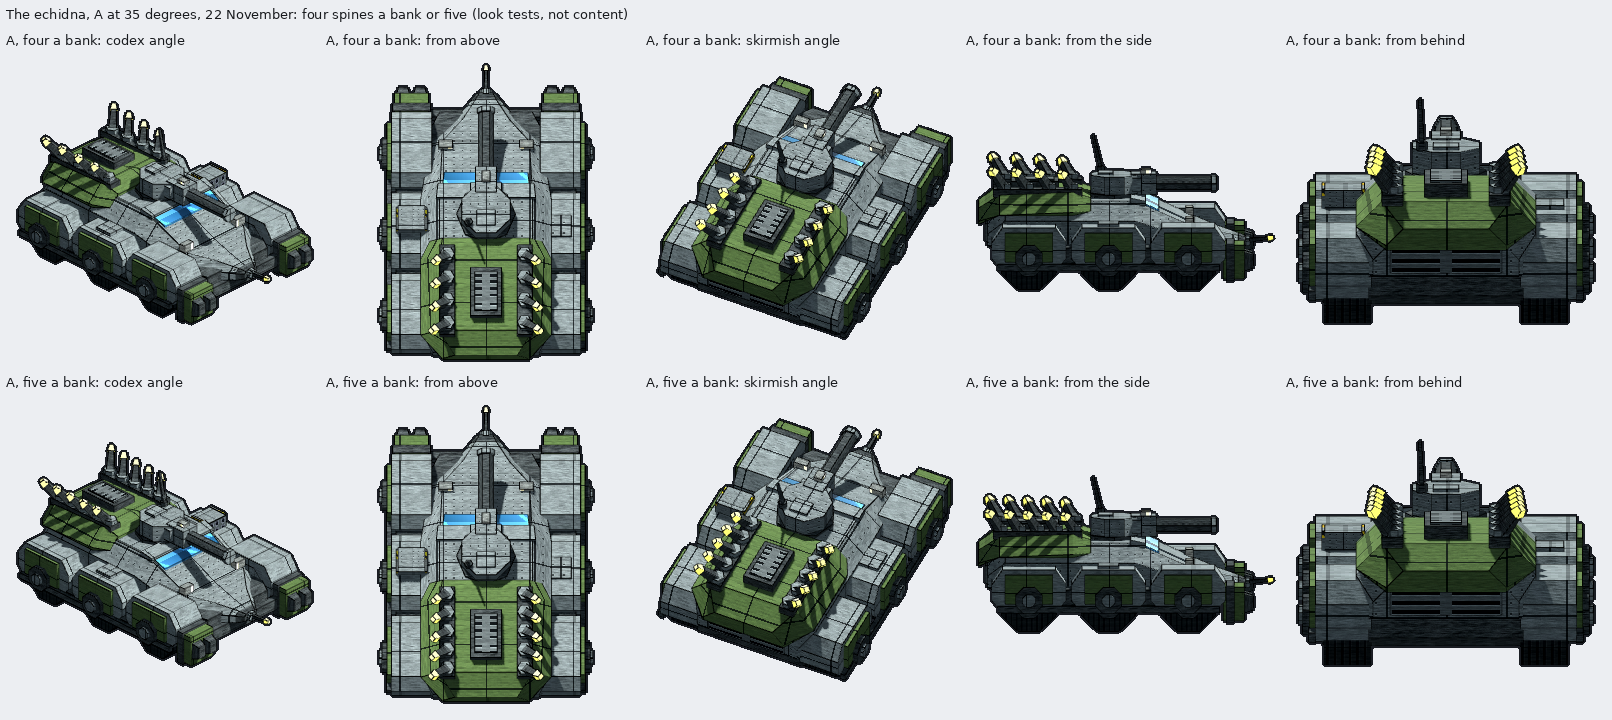 The echidna, A at 35 degrees, 22 November: four spines a bank or five (look tests, not content)
A, four a bank: codex angle
A, four a bank: from above
A, four a bank: skirmish angle
A, four a bank: from the side
A, four a bank: from behind
A, five a bank: codex angle
A, five a bank: from above
A, five a bank: skirmish angle
A, five a bank: from the side
A, five a bank: from behind